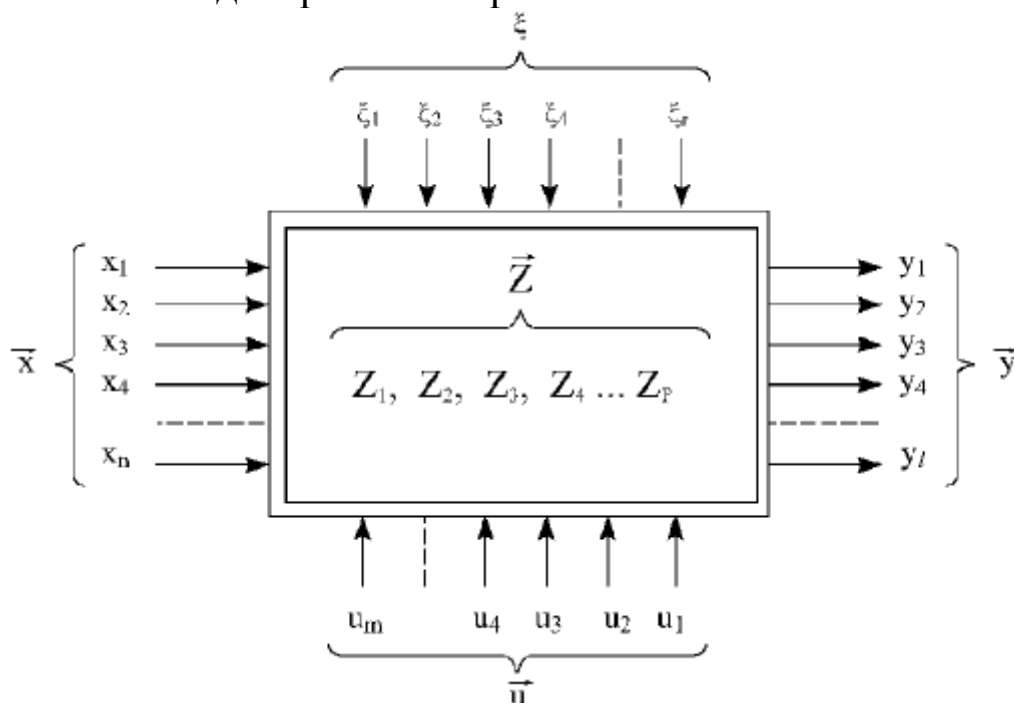 ξ
ξ₁ ξ₂ ξ₃ ξ₄ ξᵣ
x₁
x₂
x₃
x₄
xₙ
x⃗
Z⃗
Z₁, Z₂, Z₃, Z₄ ... Zₚ
y₁
y₂
y₃
y₄
yₗ
y⃗
uₘ u₄ u₃ u₂ u₁
u⃗